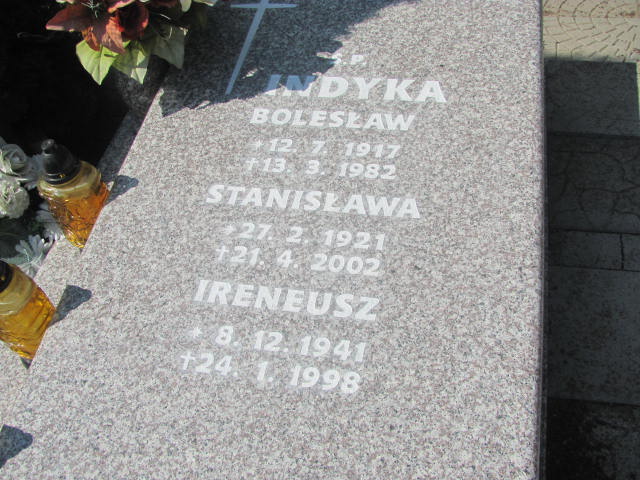 Ś.P.
INDYKA
BOLESŁAW
* 12. 7. 1917
† 13. 3. 1982
STANISŁAWA
* 27. 2. 1921
† 21. 4. 2002
IRENEUSZ
* 8. 12. 1941
† 24. 1. 1998